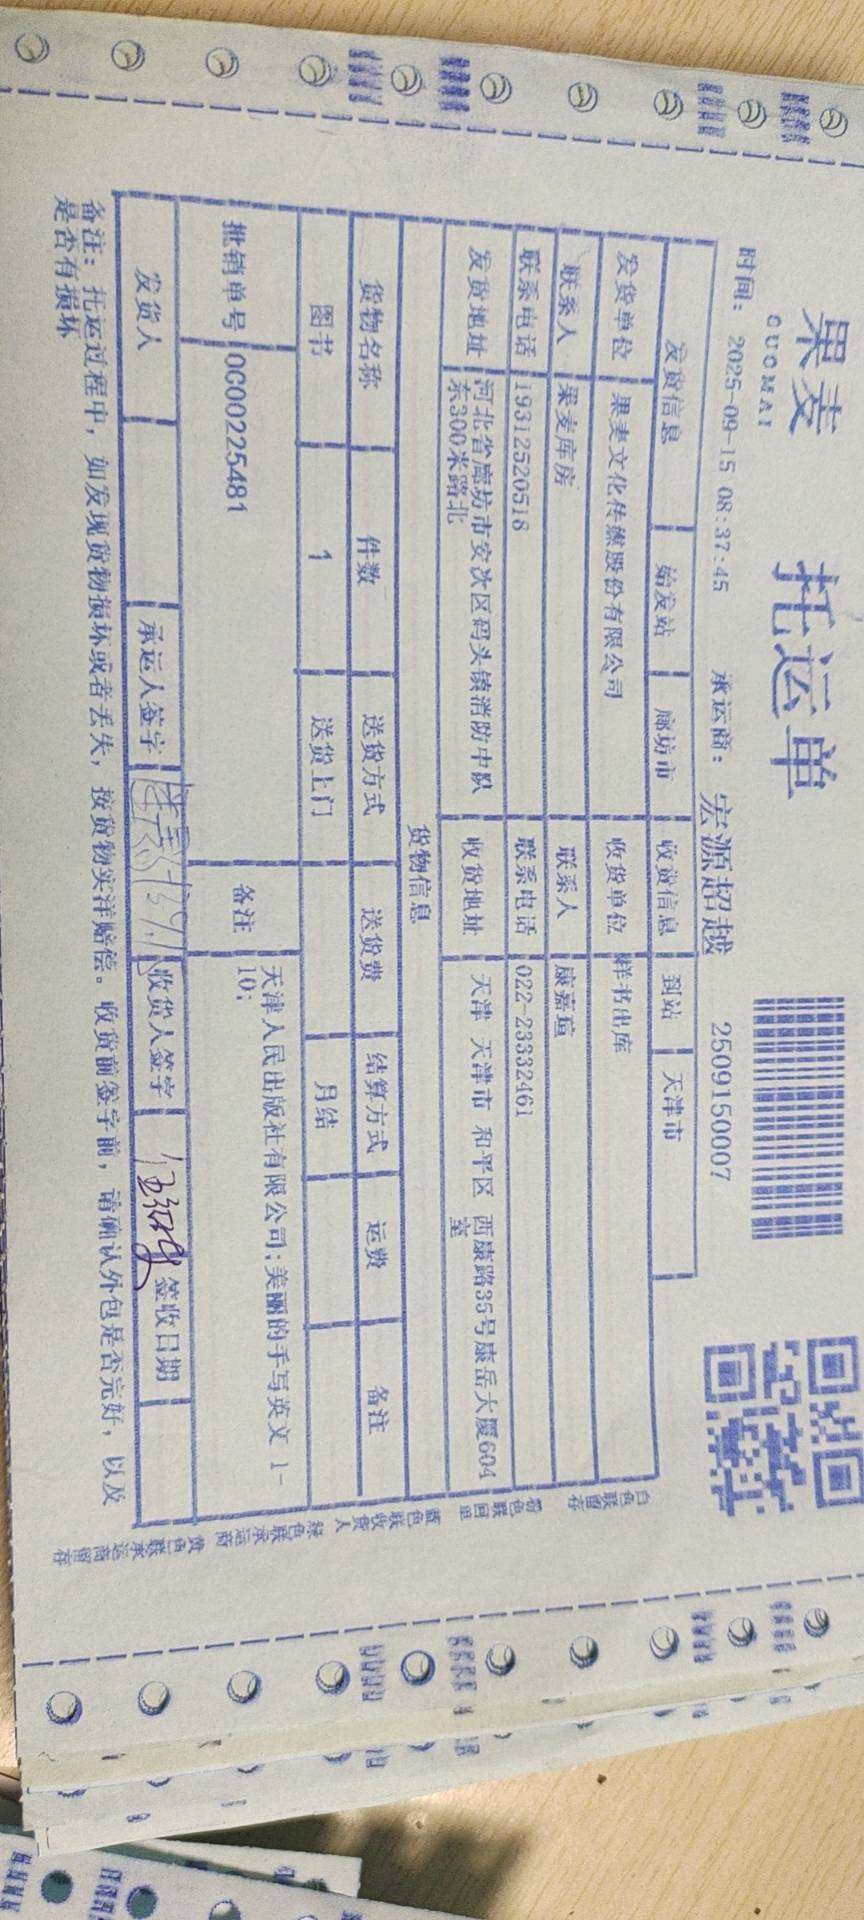 果麦
GUOMAI
托运单
时间: 2025-09-15 08:37:45 承运商: 宏源超越 2509150007
发货信息 始发站 廊坊市 收货信息 到站 天津市
发货单位 果麦文化传媒股份有限公司 收货单位 样书出库
联系人 果麦库房 联系人 康嘉瑄
联系电话 19312520518 联系电话 022-23332461
发货地址 河北省廊坊市安次区码头镇消防中队
东300米路北
收货地址 天津 天津市 和平区 西康路35号康岳大厦604
室
货物信息
货物名称 件数 送货方式 送货费 结算方式 运费 备注
图书 1 送货上门 月结
批销单号 0C00225481 备注 天津人民出版社有限公司;美丽的手写英文 1-
10;
发货人 承运人签字 收货人签字 签收日期
备注: 托运过程中, 如发现货物损坏或者丢失, 按货物实洋赔偿。收货前签字前, 请确认外包是否完好, 以及
是否有损坏
白色联留存
粉色联回单
蓝色联收货人
绿色联承运商
黄色联承运商留存